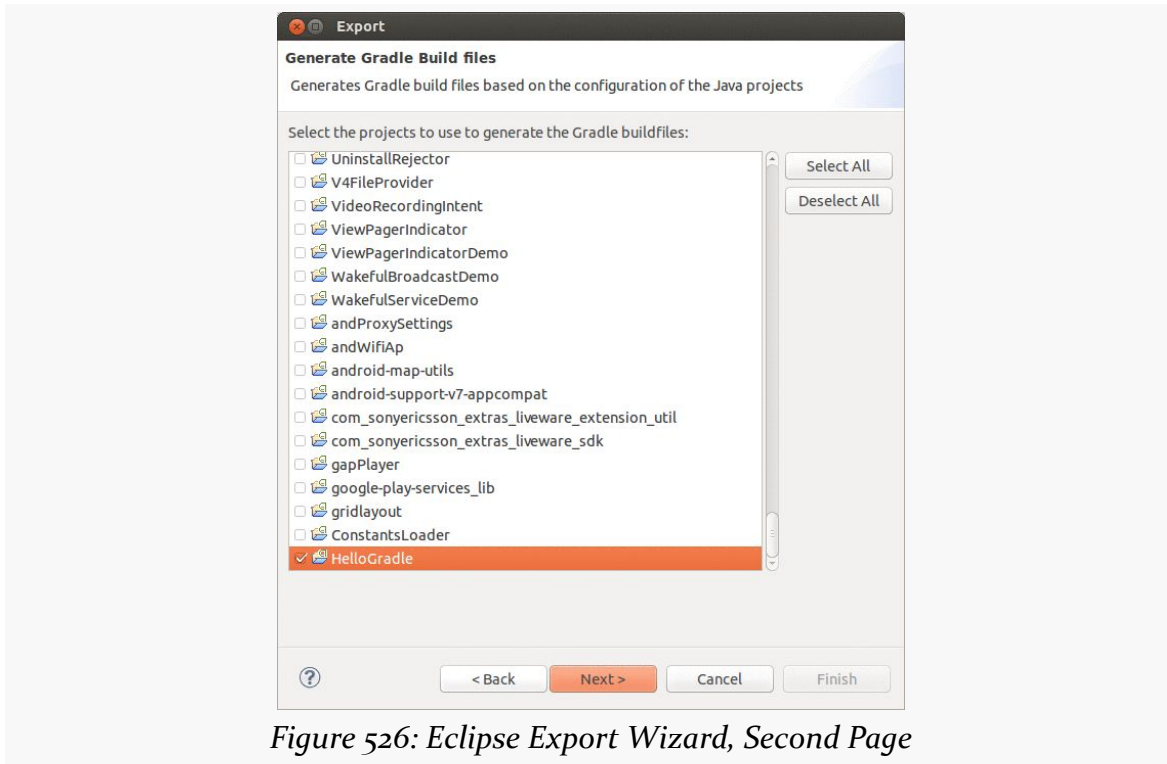 Export
Generate Gradle Build files
Generates Gradle build files based on the configuration of the Java projects
Select the projects to use to generate the Gradle buildfiles:
UninstallRejector
V4FileProvider
VideoRecordingIntent
ViewPagerIndicator
ViewPagerIndicatorDemo
WakefulBroadcastDemo
WakefulServiceDemo
andProxySettings
andWifiAp
android-map-utils
android-support-v7-appcompat
com_sonyericsson_extras_liveware_extension_util
com_sonyericsson_extras_liveware_sdk
gapPlayer
google-play-services_lib
gridlayout
ConstantsLoader
HelloGradle
Select All
Deselect All
?
< Back
Next >
Cancel
Finish
Figure 526: Eclipse Export Wizard, Second Page